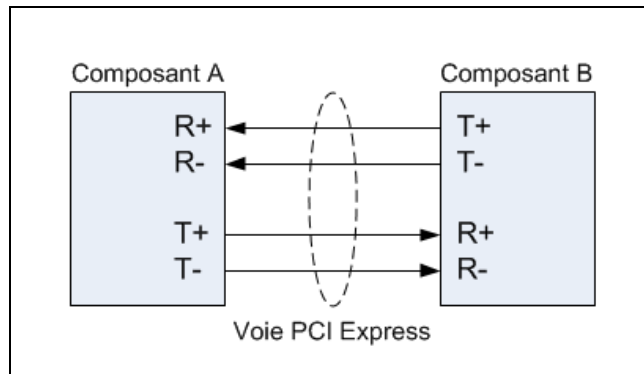 Composant A
Composant B
R+
T+
R-
T-
T+
R+
T-
R-
Voie PCI Express